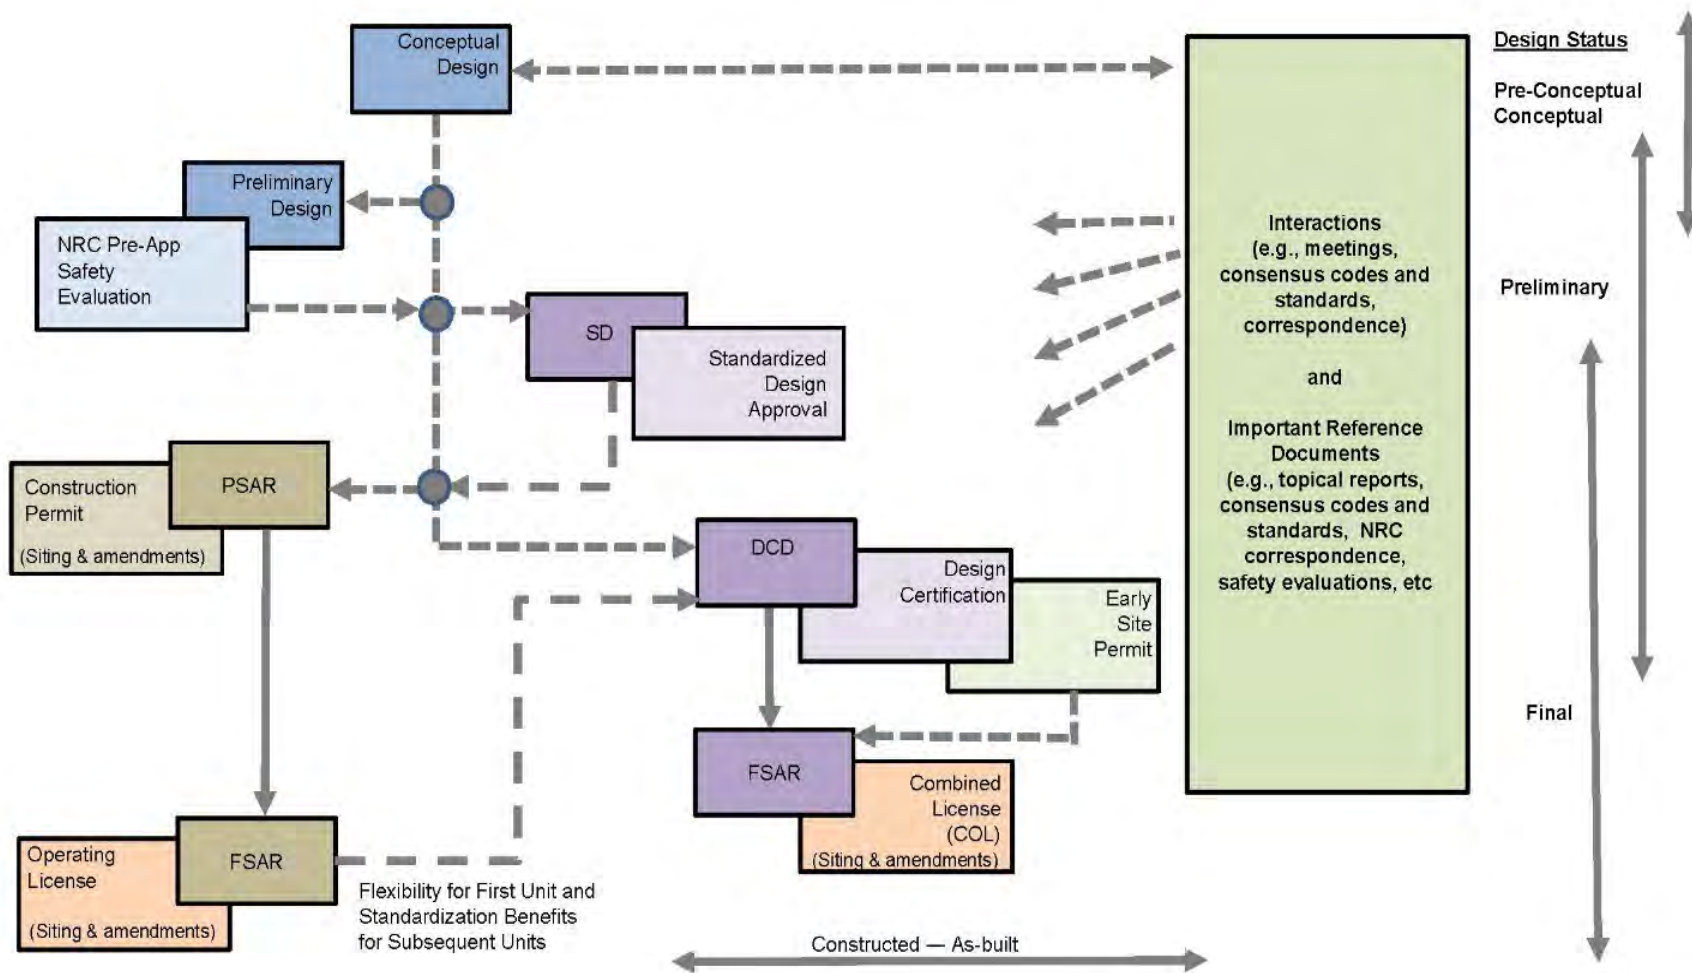 Conceptual
Design
Design Status
Pre-Conceptual
Conceptual
Preliminary
Design
NRC Pre-App
Safety
Evaluation
SD
Standardized
Design
Approval
Interactions
(e.g., meetings,
consensus codes and
standards,
correspondence)
and
Important Reference
Documents
(e.g., topical reports,
consensus codes and
standards, NRC
correspondence,
safety evaluations, etc
Preliminary
Final
PSAR
Construction
Permit
(Siting & amendments)
DCD
Design
Certification
Early
Site
Permit
FSAR
Combined
License
(COL)
(Siting & amendments)
FSAR
Operating
License
(Siting & amendments)
Flexibility for First Unit and
Standardization Benefits
for Subsequent Units
Constructed — As-built